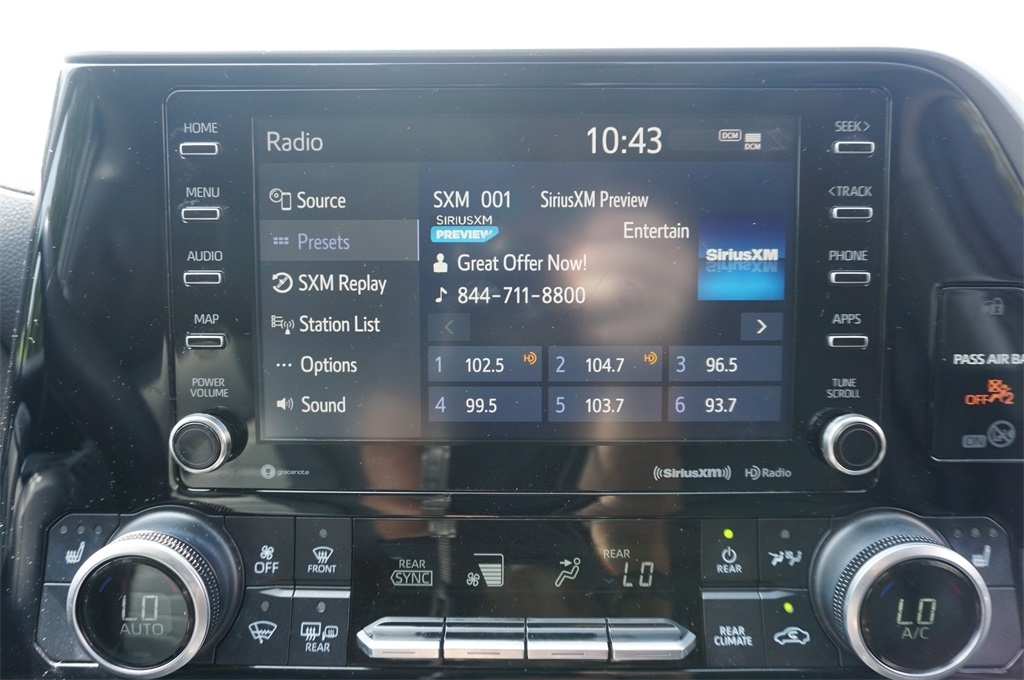 HOME
MENU
AUDIO
MAP
POWER
VOLUME
Radio
10:43
DCM
DCM
Source
Presets
SXM Replay
Station List
Options
Sound
SXM 001 SiriusXM Preview
SIRIUSXM
PREVIEW
Entertain
Great Offer Now!
844-711-8800
SiriusXM
<
>
1 102.5 HD
2 104.7 HD
3 96.5
4 99.5
5 103.7
6 93.7
SEEK>
<TRACK
PHONE
APPS
TUNE
SCROLL
gracenote
((SiriusXM))
HD Radio
PASS AIR BA
OFF 2
ON
LO
AUTO
OFF
FRONT
REAR
REAR
SYNC
REAR
LO
REAR
REAR
CLIMATE
LO
A/C